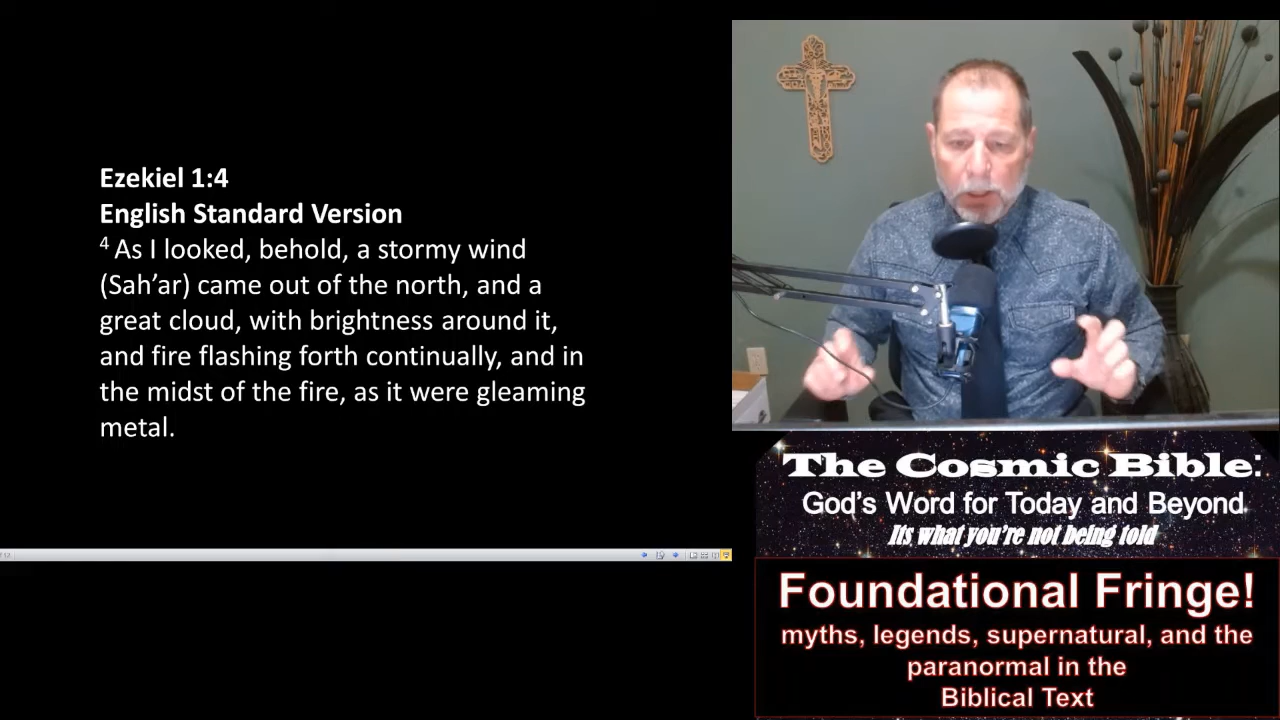 Ezekiel 1:4
English Standard Version
4 As I looked, behold, a stormy wind
(Sah’ar) came out of the north, and a
great cloud, with brightness around it,
and fire flashing forth continually, and in
the midst of the fire, as it were gleaming
metal.
The Cosmic Bible:
God’s Word for Today and Beyond
Its what you’re not being told
Foundational Fringe!
myths, legends, supernatural, and the
paranormal in the
Biblical Text